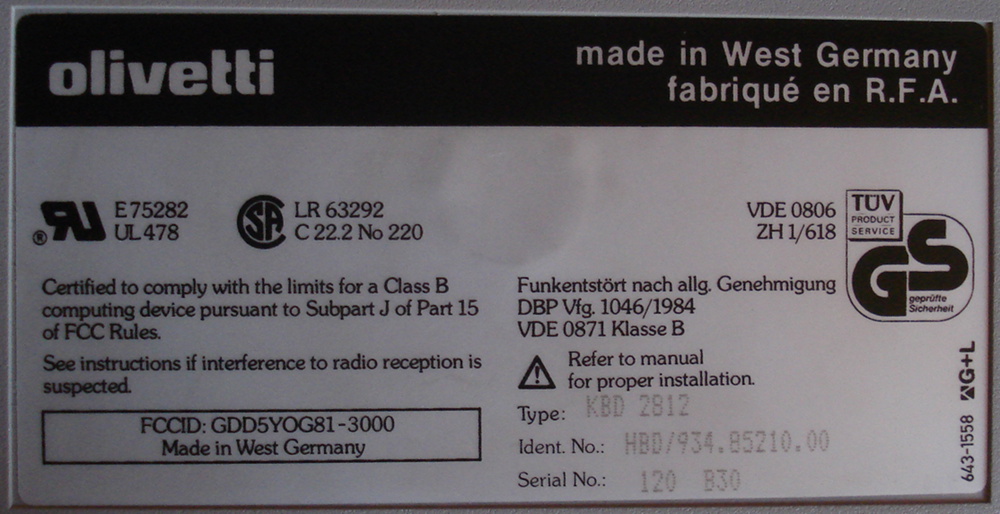 olivetti
made in West Germany
fabriqué en R.F.A.
E75282
UL 478
LR 63292
C 22.2 No 220
VDE 0806
ZH 1/618
TÜV
PRODUCT
SERVICE
GS
geprüfte
Sicherheit
Certified to comply with the limits for a Class B
computing device pursuant to Subpart J of Part 15
of FCC Rules.
See instructions if interference to radio reception is
suspected.
FCCID: GDD5YOG81-3000
Made in West Germany
Funkentstört nach allg. Genehmigung
DBP Vfg. 1046/1984
VDE 0871 Klasse B
Refer to manual
for proper installation.
Type: KBD 2812
Ident. No.: HBD/934.85210.00
Serial No.: 120 B30
643-1558 G+L